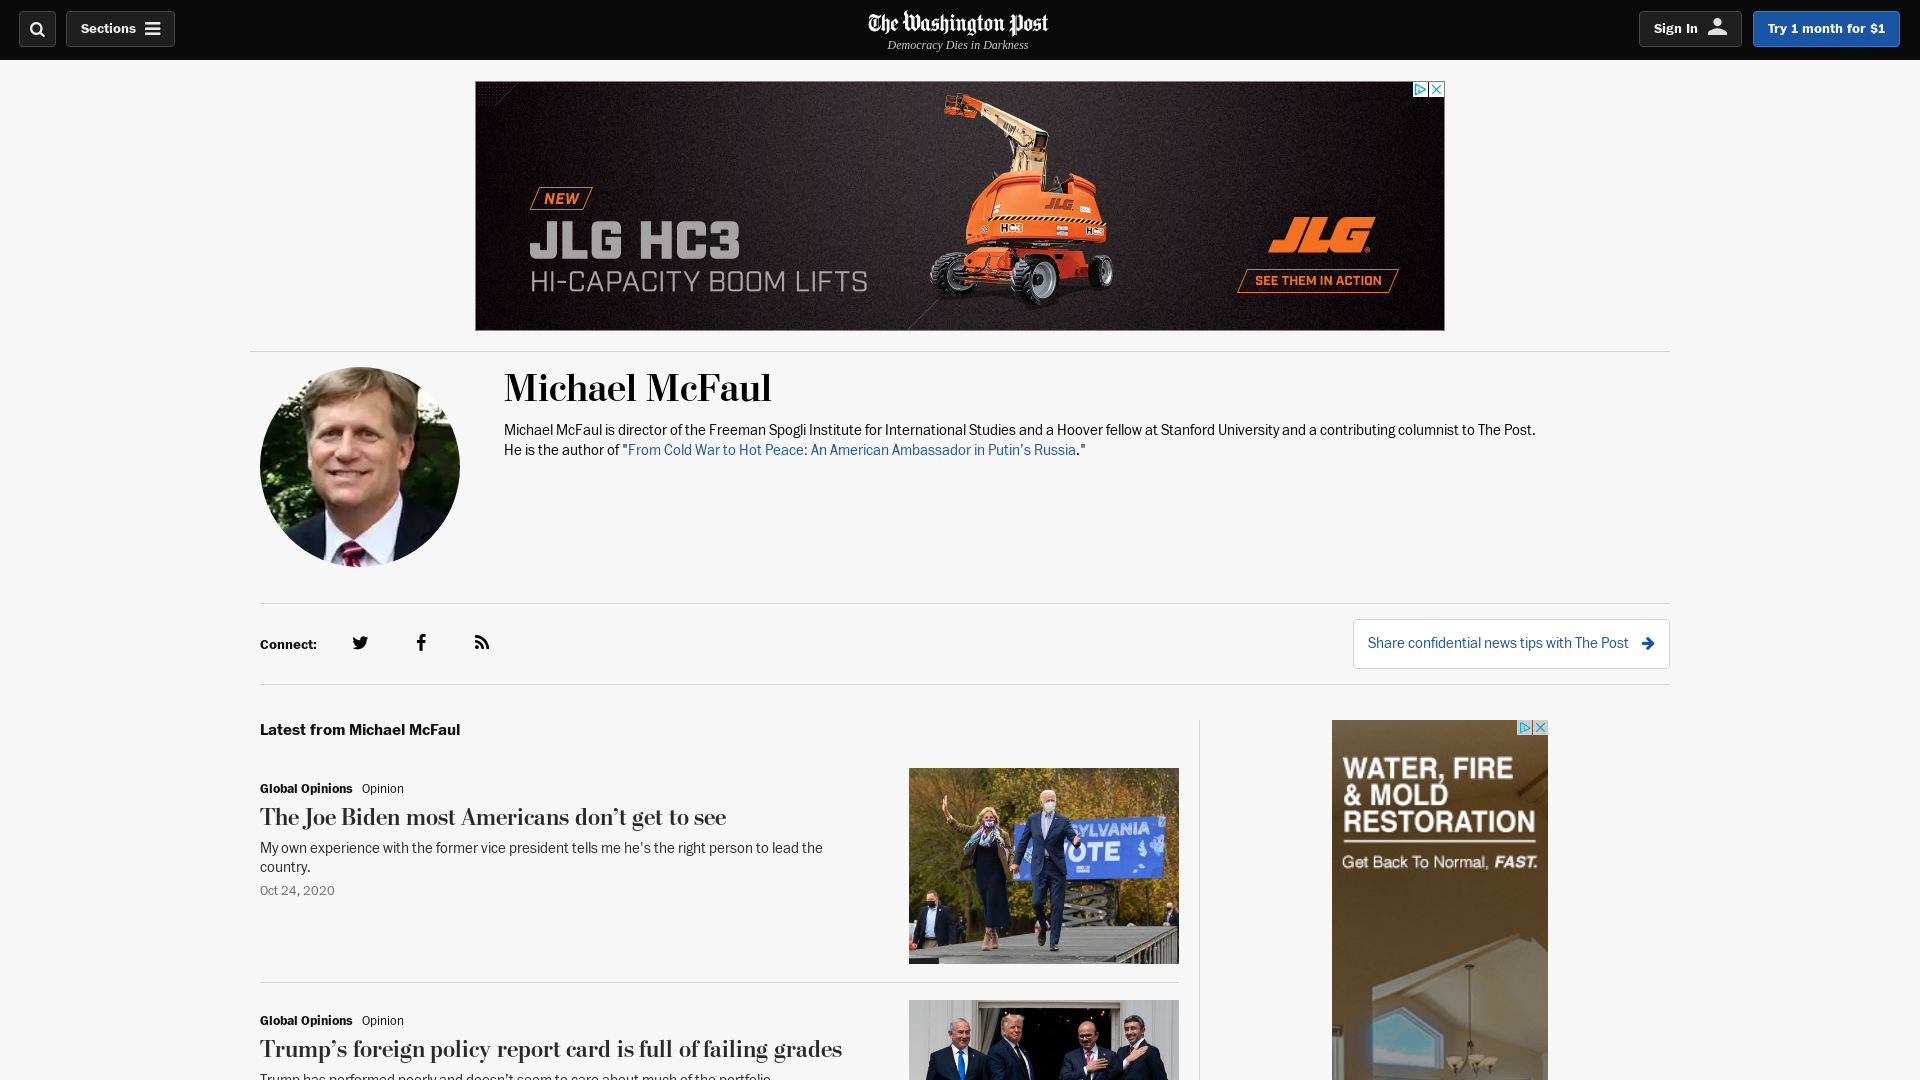 Sections
The Washington Post
Democracy Dies in Darkness
Sign In
Try 1 month for $1
NEW
JLG HC3
HI-CAPACITY BOOM LIFTS
JLG
HC3
HC3
JLG
SEE THEM IN ACTION
Michael McFaul
Michael McFaul is director of the Freeman Spogli Institute for International Studies and a Hoover fellow at Stanford University and a contributing columnist to The Post.
He is the author of "From Cold War to Hot Peace: An American Ambassador in Putin’s Russia."
Connect:
Share confidential news tips with The Post
Latest from Michael McFaul
Global Opinions Opinion
The Joe Biden most Americans don’t get to see
My own experience with the former vice president tells me he's the right person to lead the
country.
Oct 24, 2020
SYLVANIA
OTE
Global Opinions Opinion
Trump’s foreign policy report card is full of failing grades
Trump has performed poorly and doesn’t seem to care about much of the portfolio.
WATER, FIRE
& MOLD
RESTORATION
Get Back To Normal, FAST.